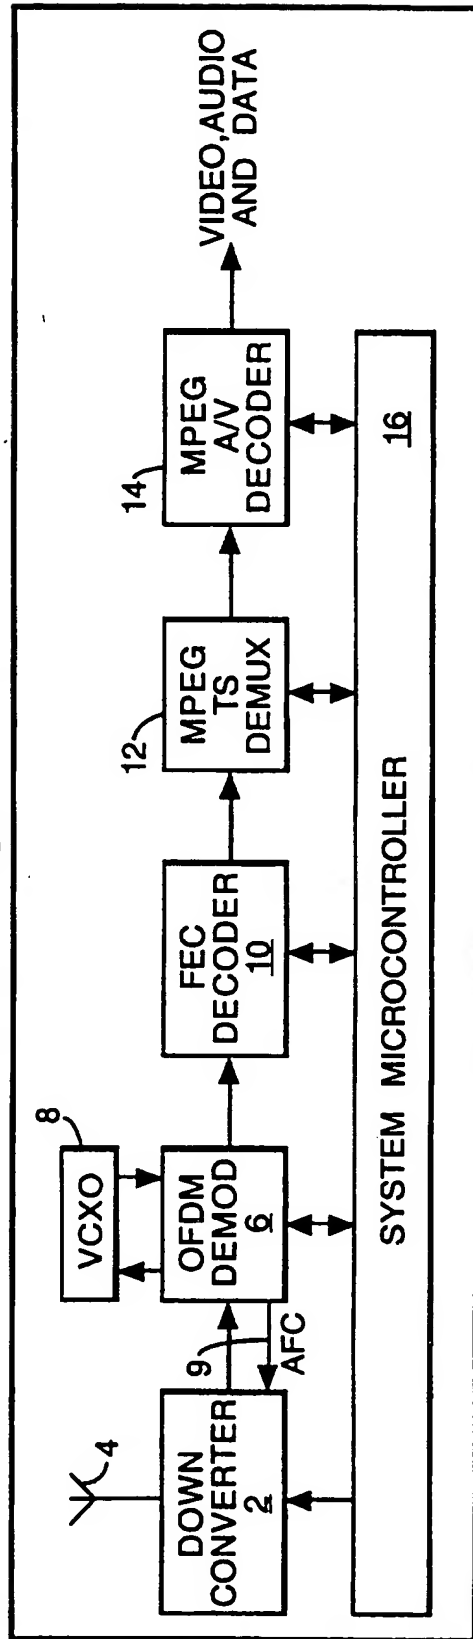 4
DOWN
CONVERTER
2
9
AFC
8
VCXO
OFDM
DEMOD
6
FEC
DECODER
10
12
MPEG
TS
DEMUX
14
MPEG
A/V
DECODER
VIDEO,AUDIO
AND DATA
SYSTEM MICROCONTROLLER
16